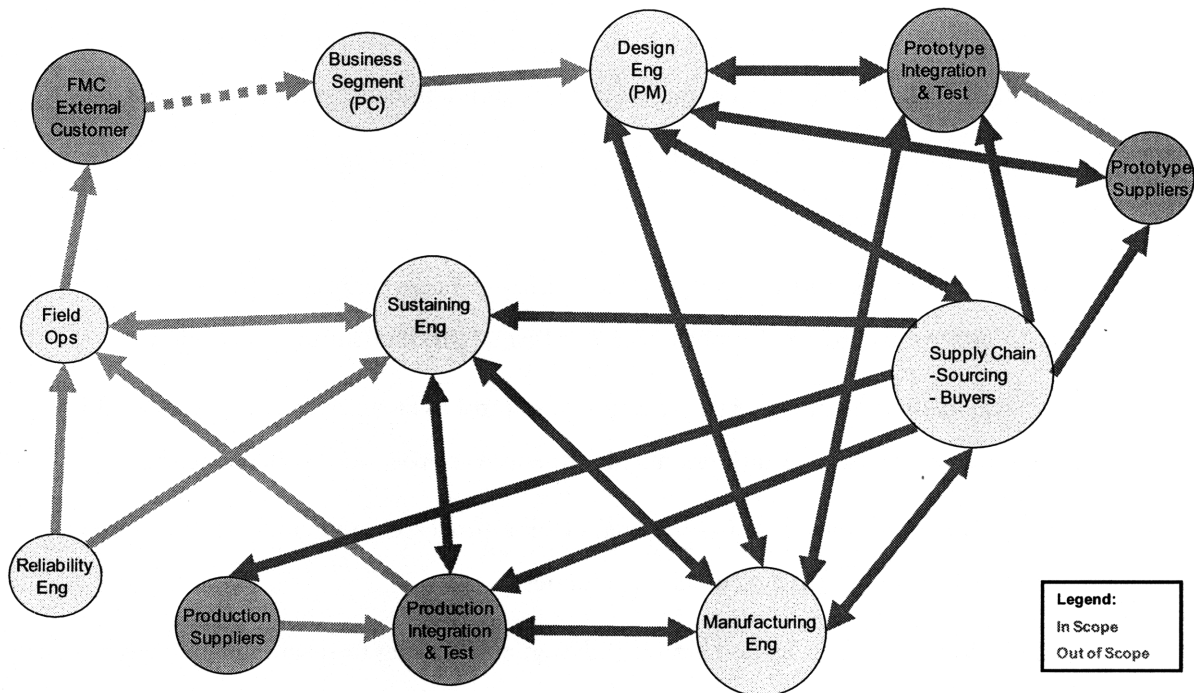 FMC
External
Customer
Business
Segment
(PC)
Design
Eng
(PM)
Prototype
Integration
& Test
Prototype
Suppliers
Field
Ops
Sustaining
Eng
Supply Chain
-Sourcing
- Buyers
Reliability
Eng
Production
Suppliers
Production
Integration
& Test
Manufacturing
Eng
Legend:
In Scope
Out of Scope